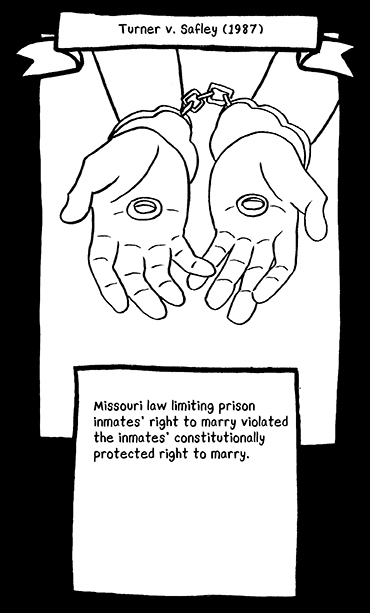 Turner v. Safley (1987)
Missouri law limiting prison
inmates' right to marry violated
the inmates' constitutionally
protected right to marry.